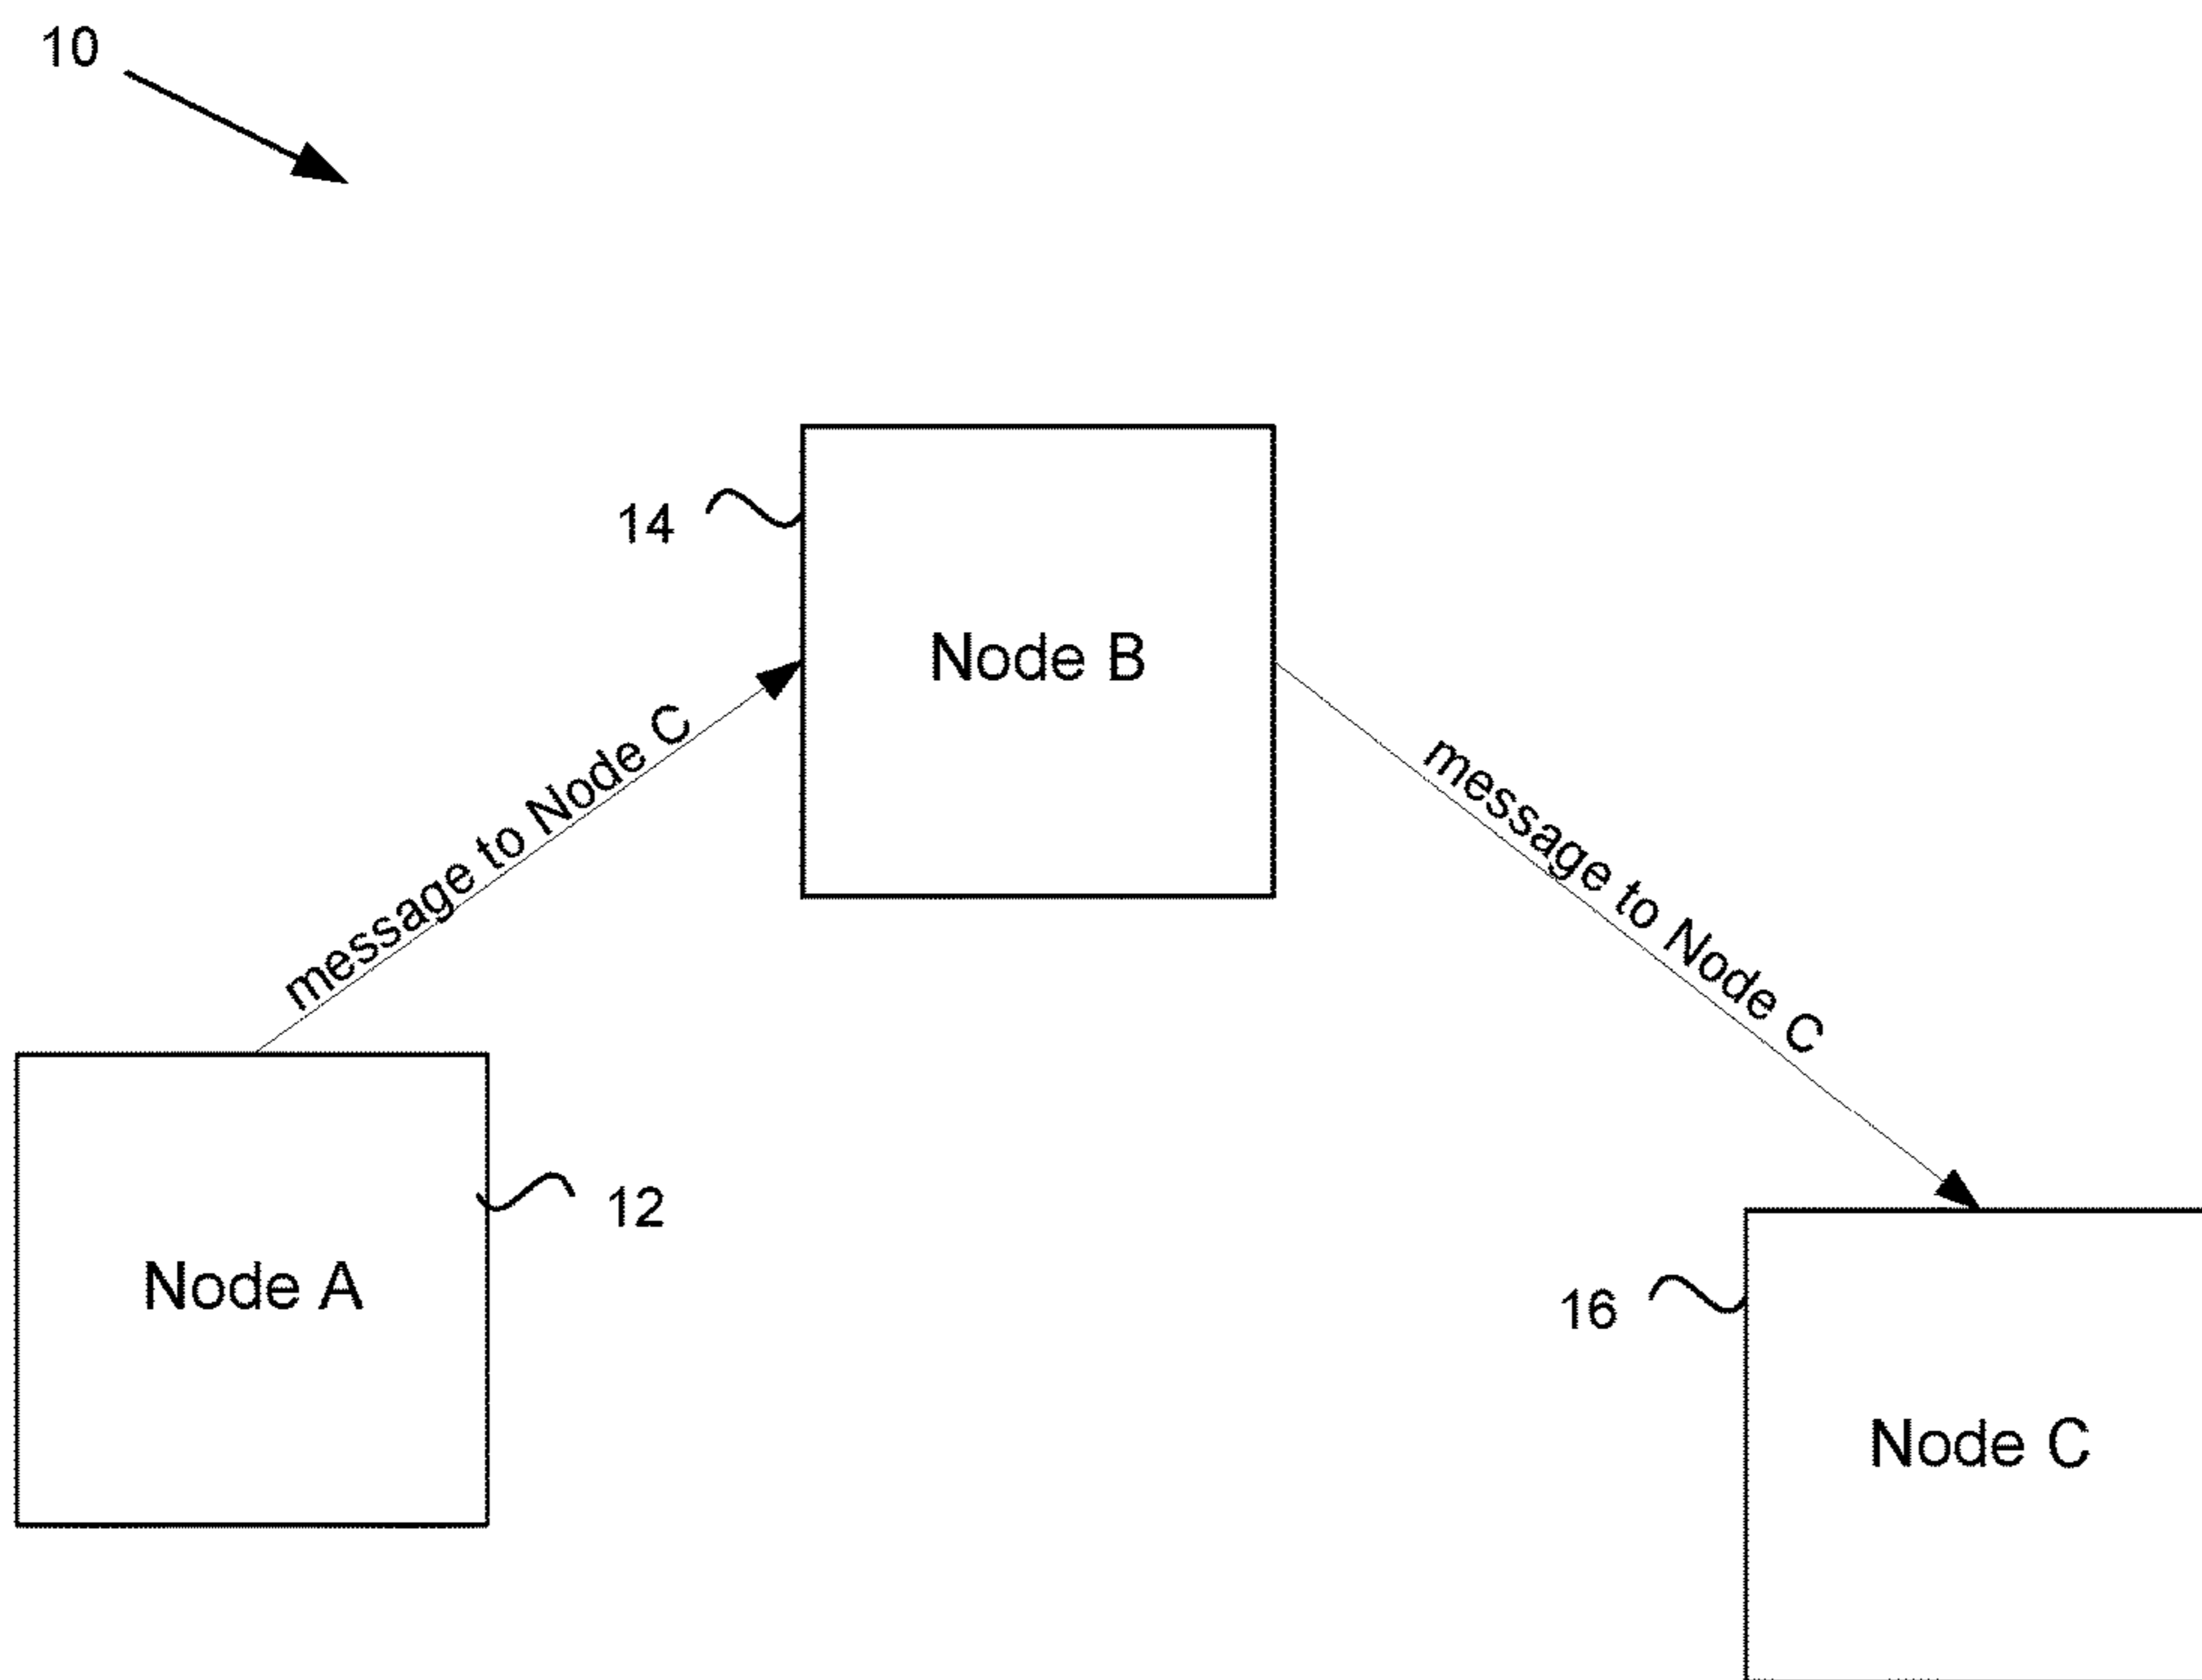 10
14
Node B
message to Node C
message to Node C
12
Node A
16
Node C